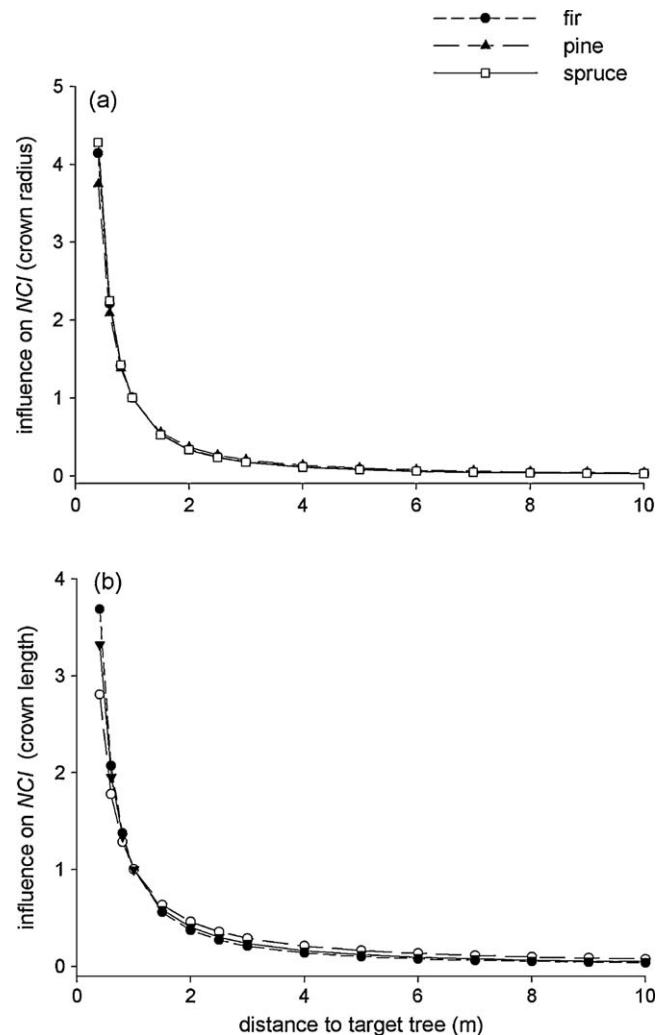 fir
pine
spruce
(a)
5
4
3
2
1
0
influence on NCI (crown radius)
0 2 4 6 8 10
(b)
4
3
2
1
0
influence on NCI (crown length)
0 2 4 6 8 10
distance to target tree (m)